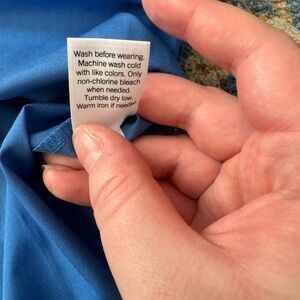 Wash before wearing.
Machine wash cold
with like colors. Only
non-chlorine bleach
when needed.
Tumble dry low.
Warm iron if needed